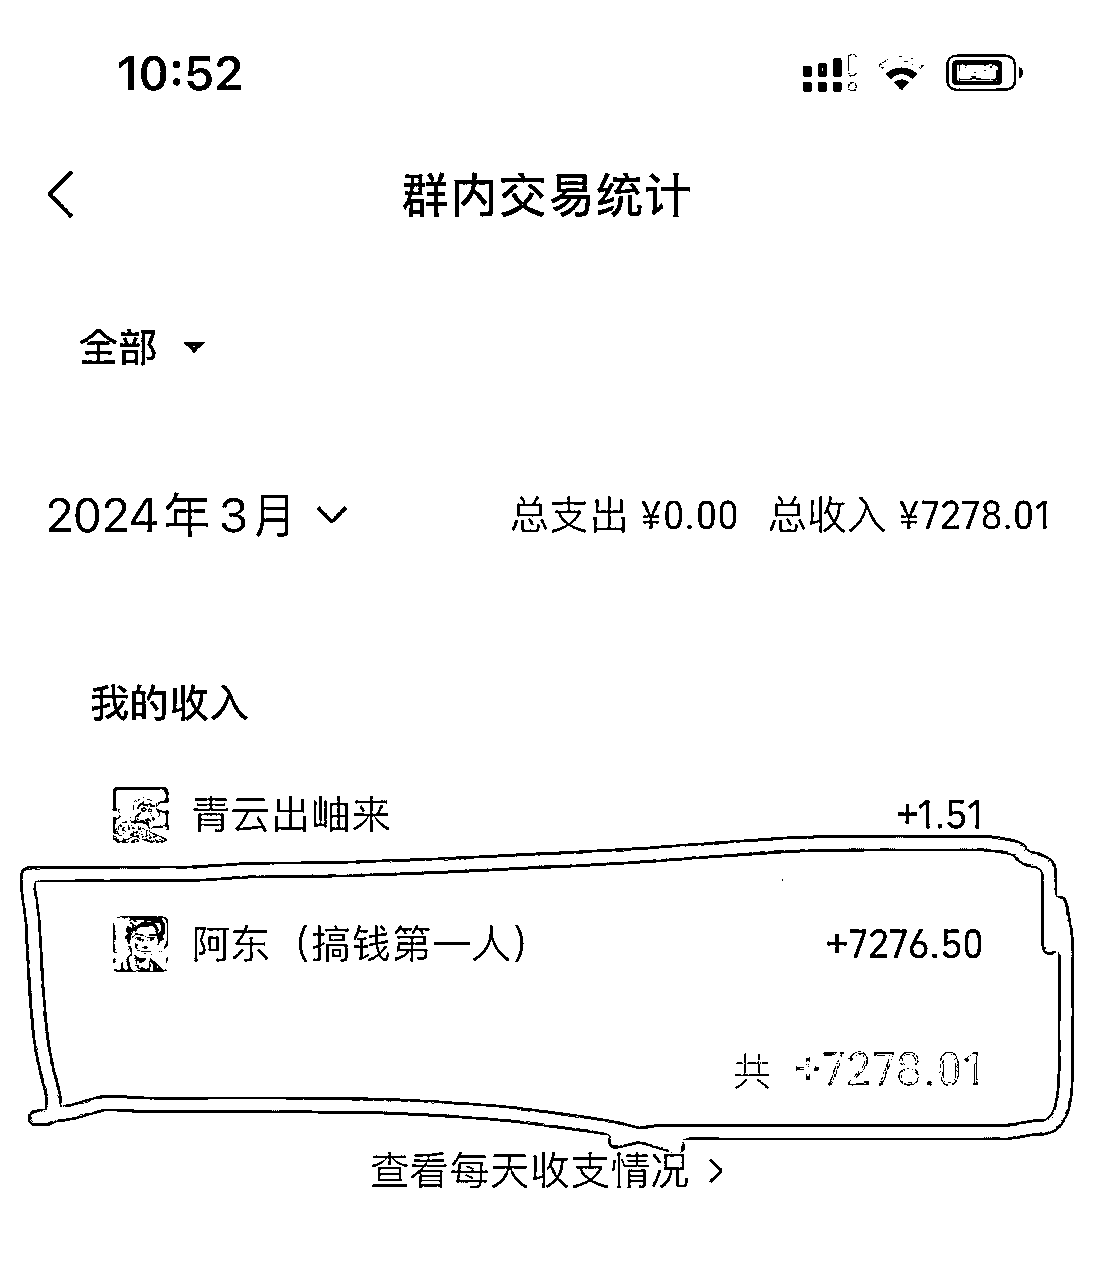 10:52
群内交易统计
全部
2024年3月 总支出 ¥0.00 总收入 ¥7278.01
我的收入
青云出岫来 +1.51
阿东（搞钱第一人） +7276.50
共 +7278.01
查看每天收支情况